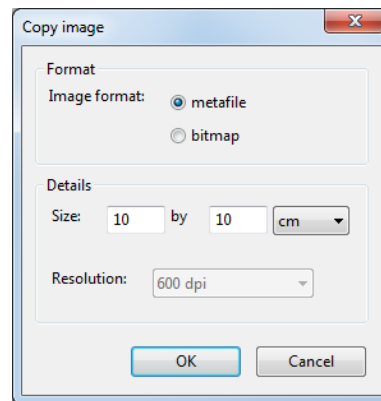 Copy image
Format
Image format: metafile
bitmap
Details
Size: 10 by 10 cm
Resolution: 600 dpi
OK Cancel